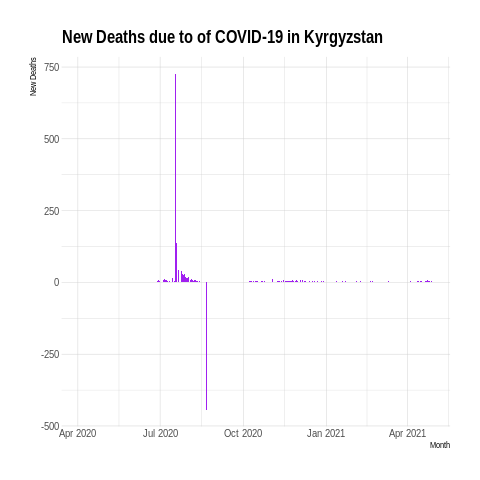 New Deaths due to of COVID-19 in Kyrgyzstan
New Deaths
750
500
250
0
-250
-500
Apr 2020 Jul 2020 Oct 2020 Jan 2021 Apr 2021
Month